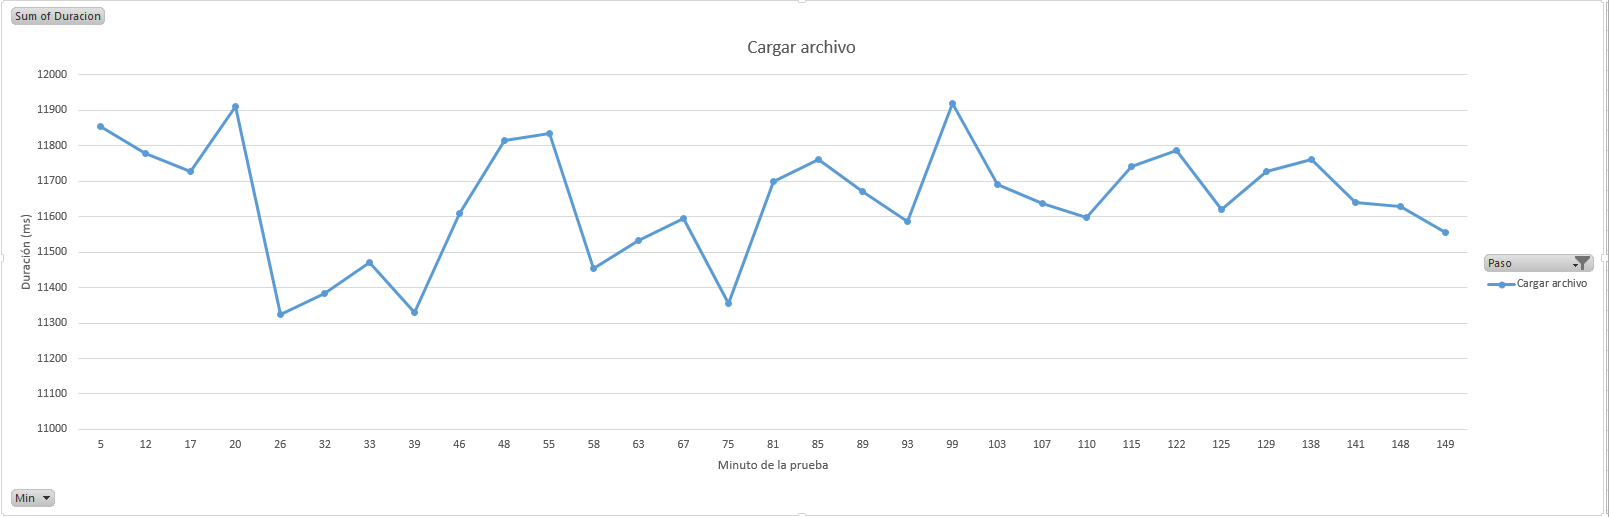 Sum of Duracion
Cargar archivo
12000
11900
11800
11700
11600
11500
11400
11300
11200
11100
11000
Duración (ms)
5 12 17 20 26 32 33 39 46 48 55 58 63 67 75 81 85 89 93 99 103 107 110 115 122 125 129 138 141 148 149
Minuto de la prueba
Paso
Cargar archivo
Min